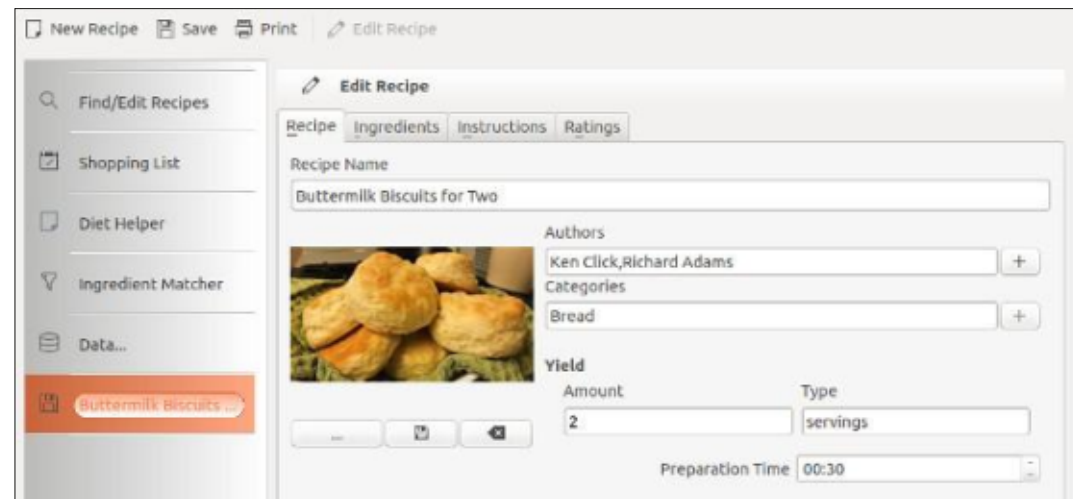 New Recipe Save Print Edit Recipe
Find/Edit Recipes
Shopping List
Diet Helper
Ingredient Matcher
Data...
Buttermilk Biscuits ...
Edit Recipe
Recipe Ingredients Instructions Ratings
Recipe Name
Buttermilk Biscuits for Two
Authors
Ken Click,Richard Adams
+
Categories
Bread
+
Yield
Amount Type
2 servings
...
Preparation Time 00:30